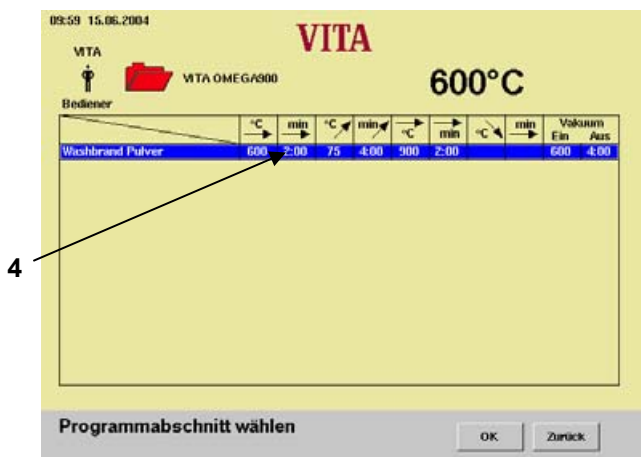 09:59 15.06.2004
VITA
VITA
VITA OMEGA900
600°C
Bediener
°C min °C min °C min °C min Vakuum
Ein Aus
Washbrand Pulver 600 2:00 75 4:00 900 2:00 600 4:00
4
Programmabschnitt wählen
OK Zurück